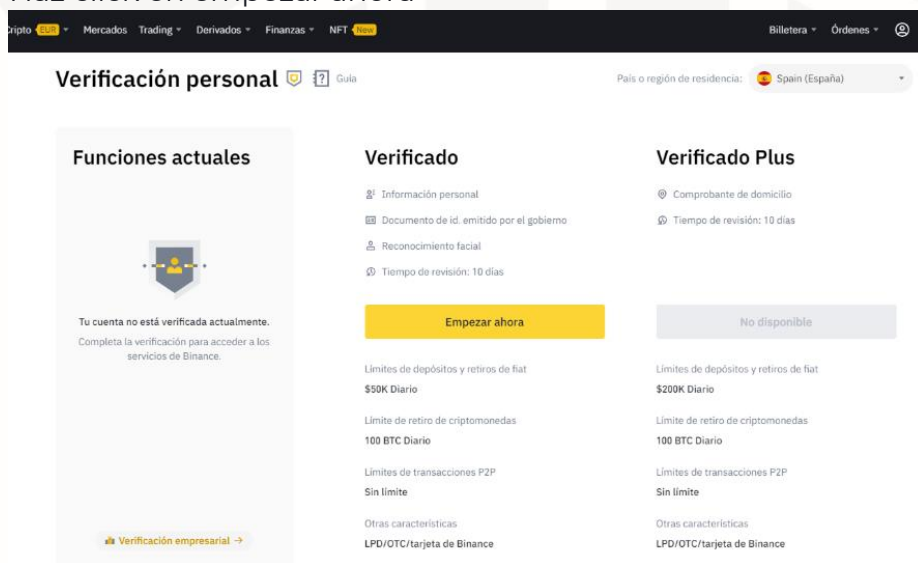 Haz click en empezar ahora
Cripto EUR Mercados Trading Derivados Finanzas NFT New Billetera Órdenes
Verificación personal Guía País o región de residencia: Spain (España)
Funciones actuales
Tu cuenta no está verificada actualmente.
Completa la verificación para acceder a los
servicios de Binance.
Verificación empresarial →
Verificado
Información personal
Documento de id. emitido por el gobierno
Reconocimiento facial
Tiempo de revisión: 10 días
Empezar ahora
Límites de depósitos y retiros de fiat
$50K Diario
Límite de retiro de criptomonedas
100 BTC Diario
Límites de transacciones P2P
Sin límite
Otras características
LPD/OTC/tarjeta de Binance
Verificado Plus
Comprobante de domicilio
Tiempo de revisión: 10 días
No disponible
Límites de depósitos y retiros de fiat
$200K Diario
Límite de retiro de criptomonedas
100 BTC Diario
Límites de transacciones P2P
Sin límite
Otras características
LPD/OTC/tarjeta de Binance